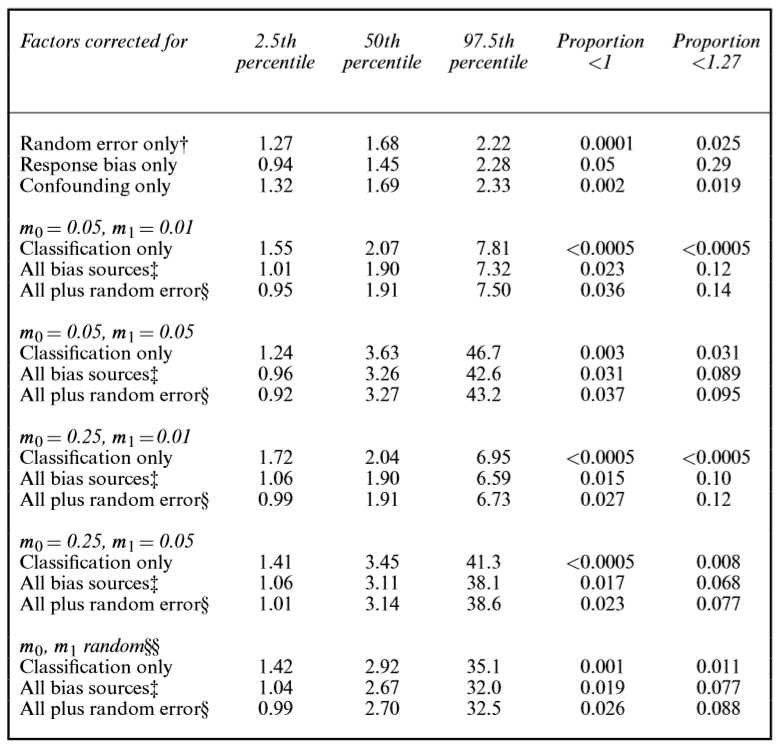 Factors corrected for 2.5th percentile 50th percentile 97.5th percentile Proportion <1 Proportion <1.27
Random error only† 1.27 1.68 2.22 0.0001 0.025
Response bias only 0.94 1.45 2.28 0.05 0.29
Confounding only 1.32 1.69 2.33 0.002 0.019
m0 = 0.05, m1 = 0.01
Classification only 1.55 2.07 7.81 <0.0005 <0.0005
All bias sources‡ 1.01 1.90 7.32 0.023 0.12
All plus random error§ 0.95 1.91 7.50 0.036 0.14
m0 = 0.05, m1 = 0.05
Classification only 1.24 3.63 46.7 0.003 0.031
All bias sources‡ 0.96 3.26 42.6 0.031 0.089
All plus random error§ 0.92 3.27 43.2 0.037 0.095
m0 = 0.25, m1 = 0.01
Classification only 1.72 2.04 6.95 <0.0005 <0.0005
All bias sources‡ 1.06 1.90 6.59 0.015 0.10
All plus random error§ 0.99 1.91 6.73 0.027 0.12
m0 = 0.25, m1 = 0.05
Classification only 1.41 3.45 41.3 <0.0005 0.008
All bias sources‡ 1.06 3.11 38.1 0.017 0.068
All plus random error§ 1.01 3.14 38.6 0.023 0.077
m0, m1 random§§
Classification only 1.42 2.92 35.1 0.001 0.011
All bias sources‡ 1.04 2.67 32.0 0.019 0.077
All plus random error§ 0.99 2.70 32.5 0.026 0.088